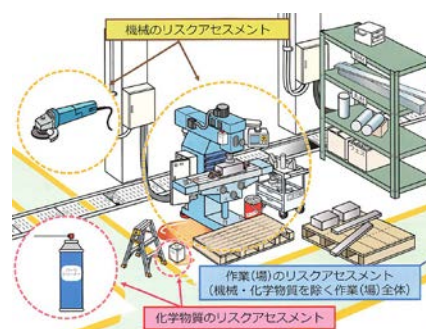 機械のリスクアセスメント
作業(場)のリスクアセスメント
(機械・化学物質を除く作業(場)全体)
化学物質のリスクアセスメント